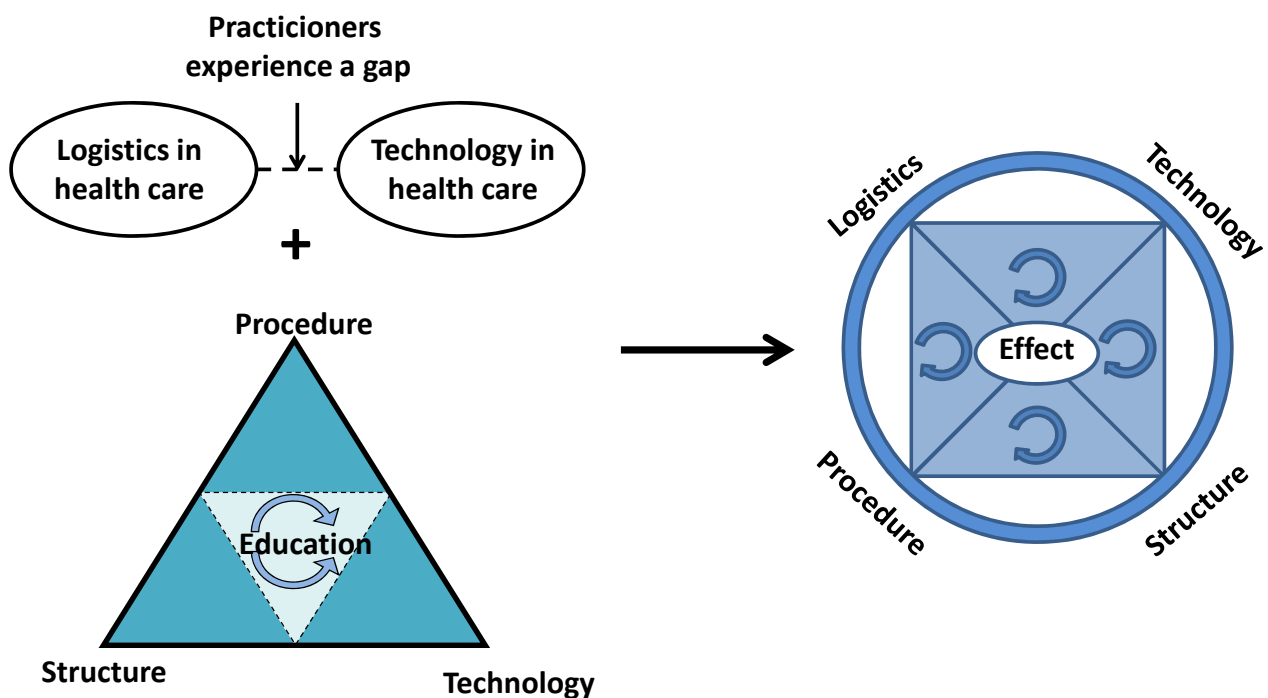 Practicioners
experience a gap
Logistics in
health care
Technology in
health care
+
Procedure
Education
Structure
Technology
Logistics
Technology
Effect
Procedure
Structure